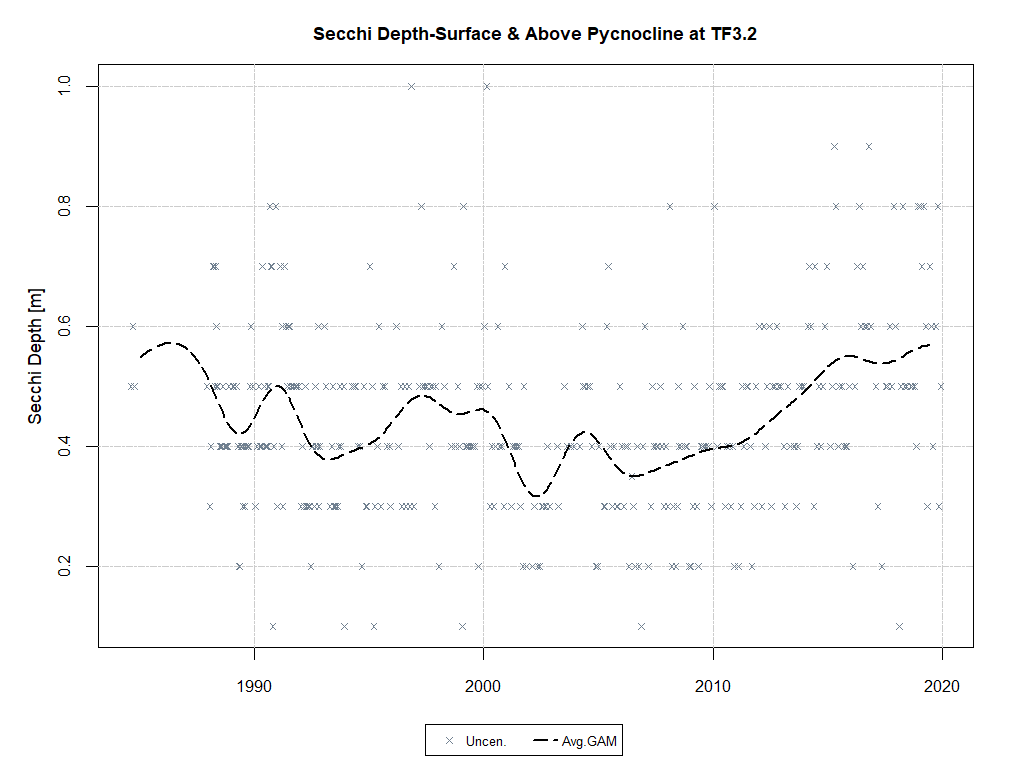 Secchi Depth-Surface & Above Pycnocline at TF3.2
Secchi Depth [m]
1.0
0.8
0.6
0.4
0.2
1990 2000 2010 2020
Uncen. Avg.GAM